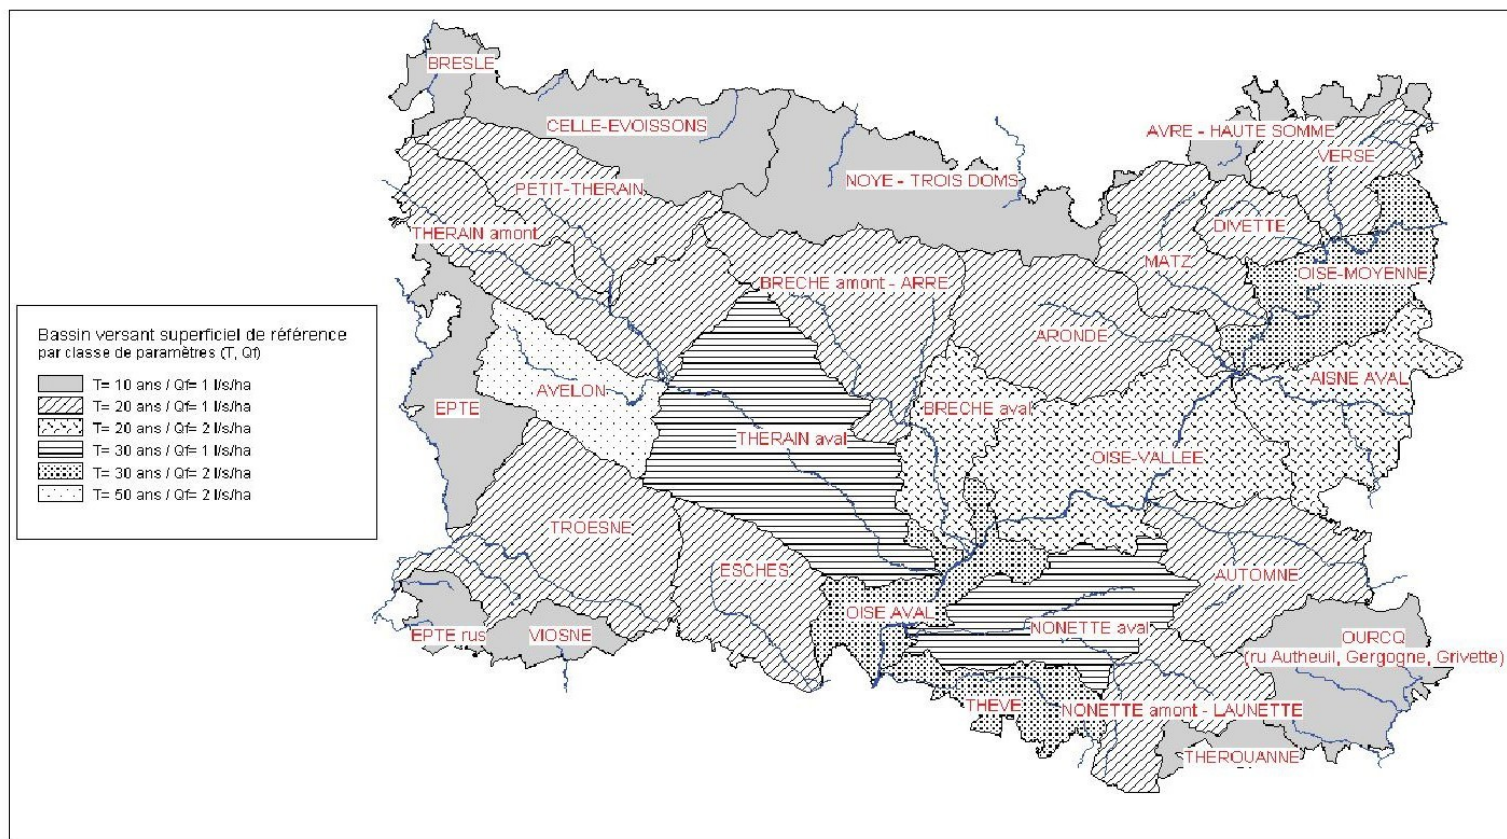 BRESLE
CELLE-EVOISSONS
AVRE - HAUTE SOMME
VERSE
PETIT-THERAIN
NOYE - TROIS DOMS
DIVETTE
THERAIN amont
MATZ
OISE-MOYENNE
BRECHE amont - ARRE
ARONDE
Bassin versant superficiel de référence
par classe de paramètres (T, Qf)
T= 10 ans / Qf= 1 l/s/ha
T= 20 ans / Qf= 1 l/s/ha
T= 20 ans / Qf= 2 l/s/ha
T= 30 ans / Qf= 1 l/s/ha
T= 30 ans / Qf= 2 l/s/ha
T= 50 ans / Qf= 2 l/s/ha
AVELON
AISNE AVAL
EPTE
BRECHE aval
THERAIN aval
OISE-VALLEE
TROESNE
ESCHES
AUTOMNE
OISE AVAL
EPTE rus
VIOSNE
NONETTE aval
OURCQ
(ru Autheuil, Gergogne, Grivette)
THEVE
NONETTE amont - LAUNETTE
THEROUANNE